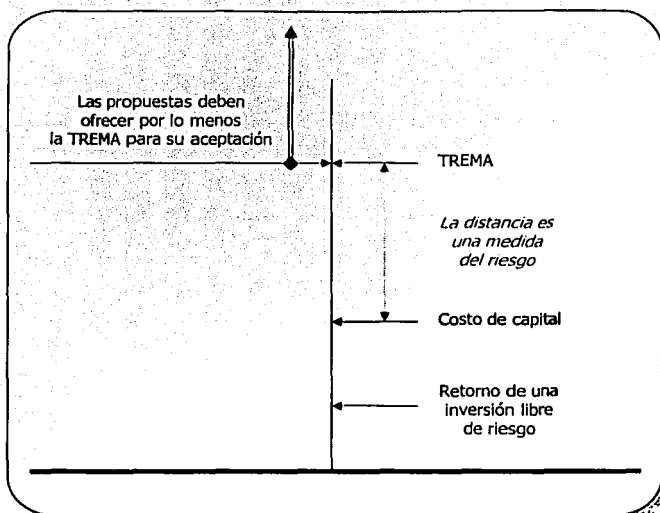 Las propuestas deben
ofrecer por lo menos
la TREMA para su aceptación
TREMA
La distancia es
una medida
del riesgo
Costo de capital
Retorno de una
inversión libre
de riesgo